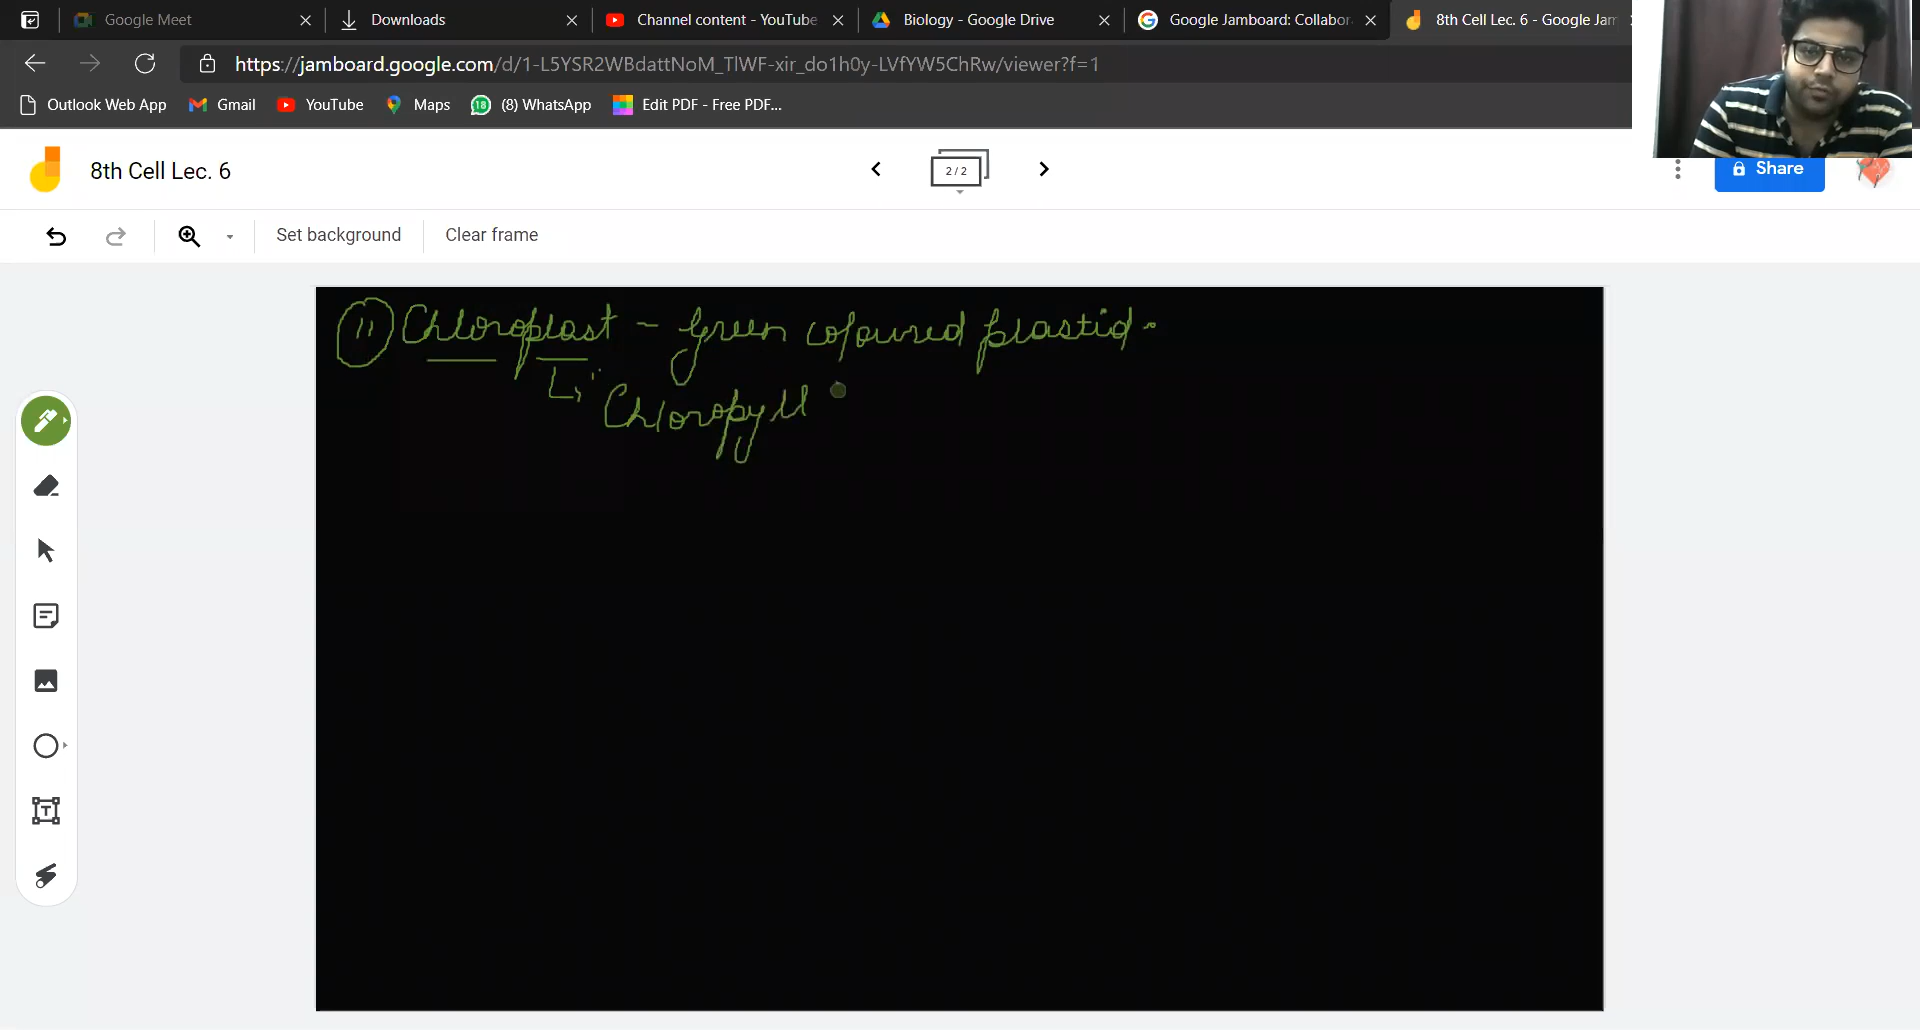 Google Meet
Downloads
Channel content - YouTube
Biology - Google Drive
Google Jamboard: Collabor
8th Cell Lec. 6 - Google Jam
https://jamboard.google.com/d/1-L5YSR2WBdattNoM_TlWF-xir_do1h0y-LVfYW5ChRw/viewer?f=1
Outlook Web App
Gmail
YouTube
Maps
18
(8) WhatsApp
Edit PDF - Free PDF...
8th Cell Lec. 6
2 / 2
Share
Set background
Clear frame
11 Chloroplast - green coloured plastid.
Chloropyll